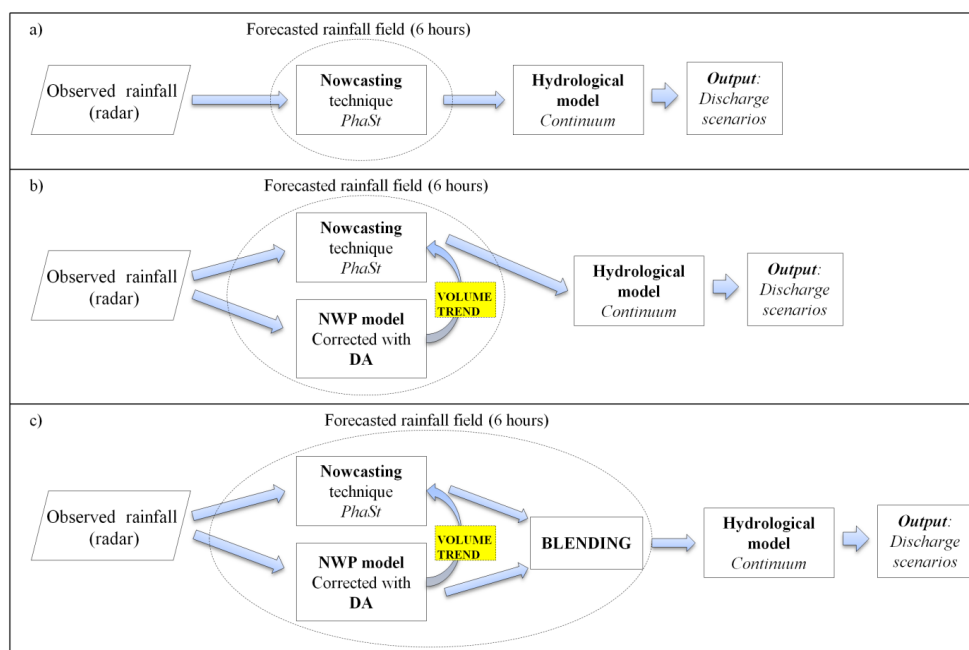 a)
Forecasted rainfall field (6 hours)
Observed rainfall
(radar)
Nowcasting
technique
PhaSt
Hydrological
model
Continuum
Output:
Discharge
scenarios
b)
Forecasted rainfall field (6 hours)
Observed rainfall
(radar)
Nowcasting
technique
PhaSt
VOLUME
TREND
NWP model
Corrected with
DA
Hydrological
model
Continuum
Output:
Discharge
scenarios
c)
Forecasted rainfall field (6 hours)
Observed rainfall
(radar)
Nowcasting
technique
PhaSt
VOLUME
TREND
NWP model
Corrected with
DA
BLENDING
Hydrological
model
Continuum
Output:
Discharge
scenarios